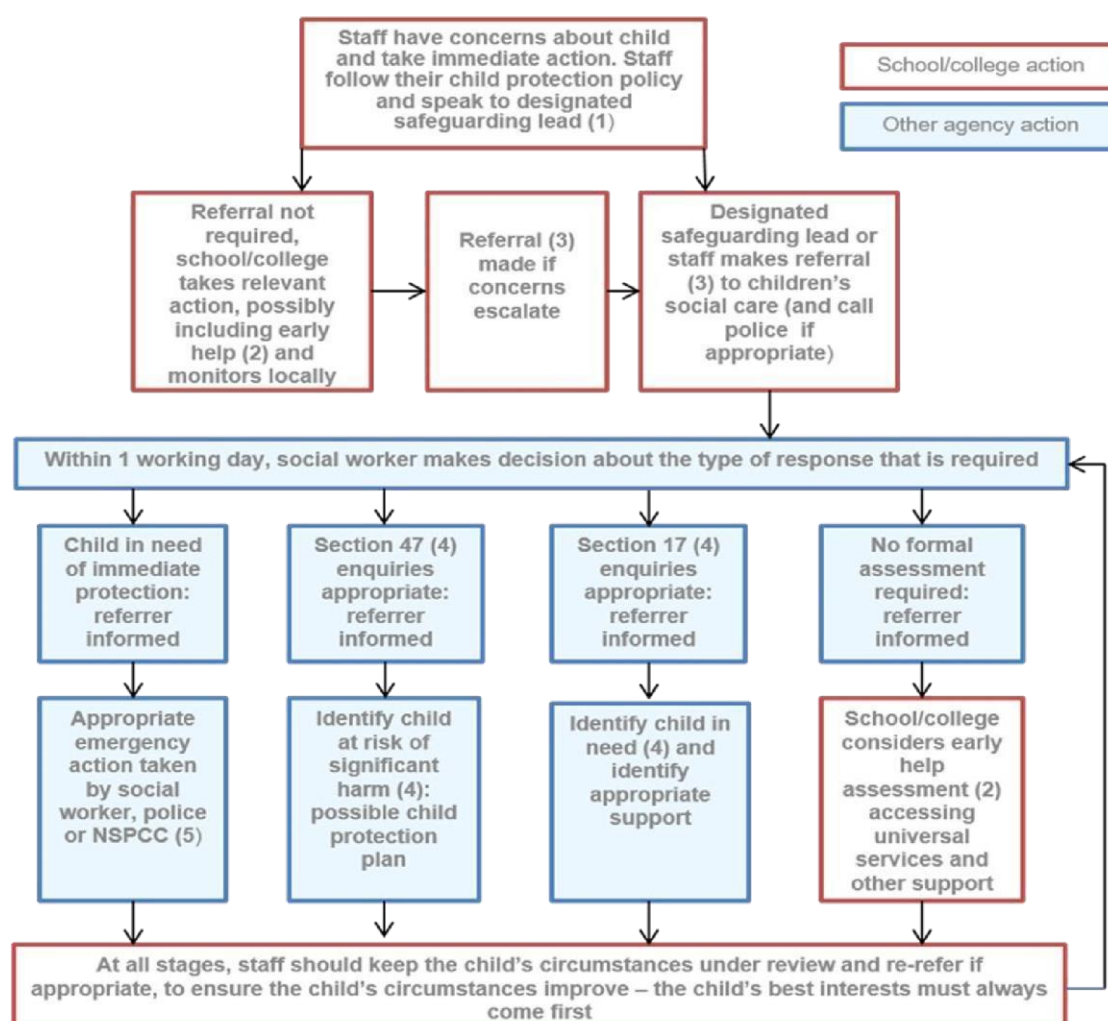 Staff have concerns about child
and take immediate action. Staff
follow their child protection policy
and speak to designated
safeguarding lead (1)
School/college action
Other agency action
Referral not
required,
school/college
takes relevant
action, possibly
including early
help (2) and
monitors locally
Referral (3)
made if
concerns
escalate
Designated
safeguarding lead or
staff makes referral
(3) to children’s
social care (and call
police if
appropriate)
Within 1 working day, social worker makes decision about the type of response that is required
Child in need
of immediate
protection:
referrer
informed
Section 47 (4)
enquiries
appropriate:
referrer
informed
Section 17 (4)
enquiries
appropriate:
referrer
informed
No formal
assessment
required:
referrer
informed
Appropriate
emergency
action taken
by social
worker, police
or NSPCC (5)
Identify child
at risk of
significant
harm (4):
possible child
protection
plan
Identify child in
need (4) and
identify
appropriate
support
School/college
considers early
help
assessment (2)
accessing
universal
services and
other support
At all stages, staff should keep the child’s circumstances under review and re-refer if
appropriate, to ensure the child’s circumstances improve – the child’s best interests must always
come first